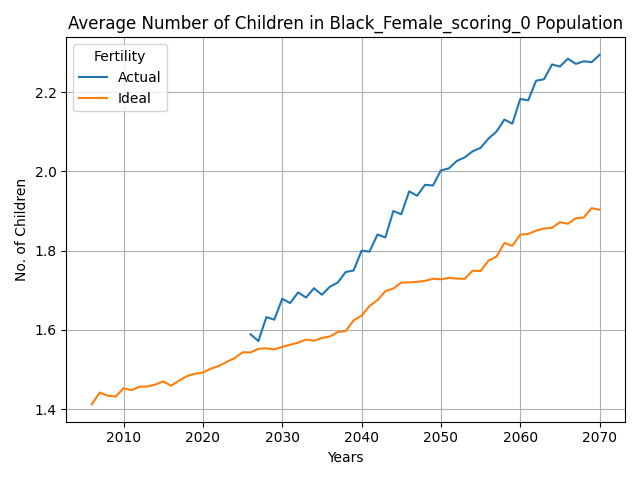 Average Number of Children in Black_Female_scoring_0 Population
Fertility
Actual
Ideal
No. of Children
2.2
2.0
1.8
1.6
1.4
2010 2020 2030 2040 2050 2060 2070
Years